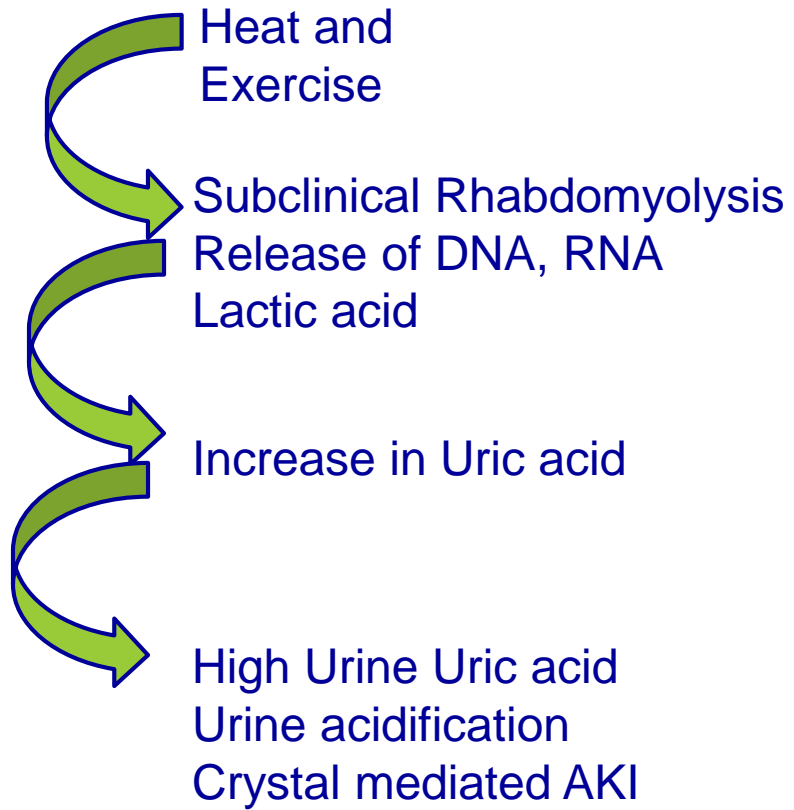 Heat and
Exercise
Subclinical Rhabdomyolysis
Release of DNA, RNA
Lactic acid
Increase in Uric acid
High Urine Uric acid
Urine acidification
Crystal mediated AKI